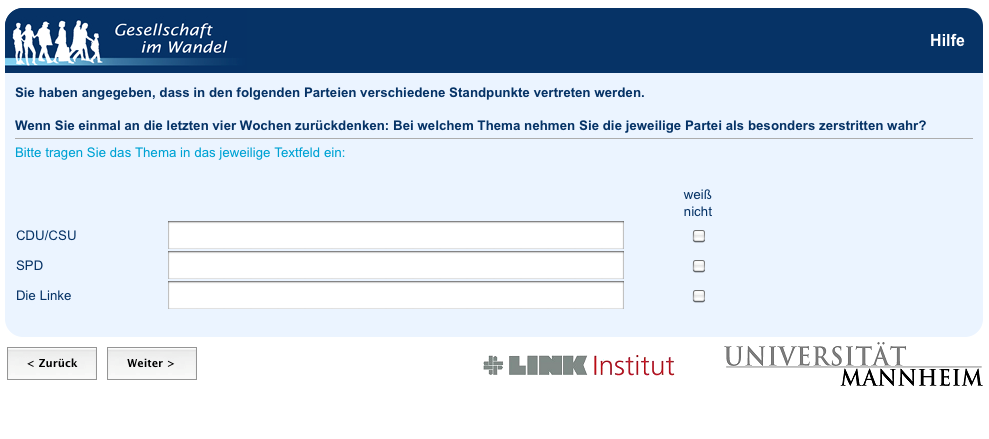 Gesellschaft
im Wandel
Hilfe
Sie haben angegeben, dass in den folgenden Parteien verschiedene Standpunkte vertreten werden.
Wenn Sie einmal an die letzten vier Wochen zurückdenken: Bei welchem Thema nehmen Sie die jeweilige Partei als besonders zerstritten wahr?
Bitte tragen Sie das Thema in das jeweilige Textfeld ein:
weiß
nicht
CDU/CSU
SPD
Die Linke
< Zurück
Weiter >
LINK Institut
UNIVERSITÄT
MANNHEIM